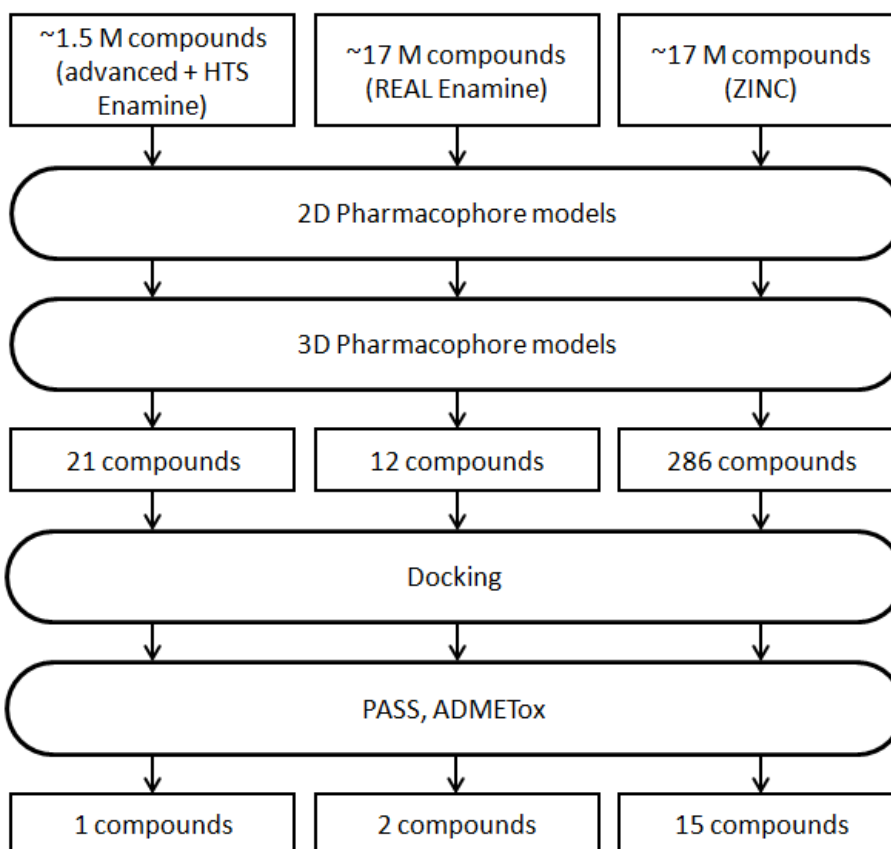 ~1.5 M compounds
(advanced + HTS
Enamine)
~17 M compounds
(REAL Enamine)
~17 M compounds
(ZINC)
2D Pharmacophore models
3D Pharmacophore models
21 compounds
12 compounds
286 compounds
Docking
PASS, ADMETox
1 compounds
2 compounds
15 compounds